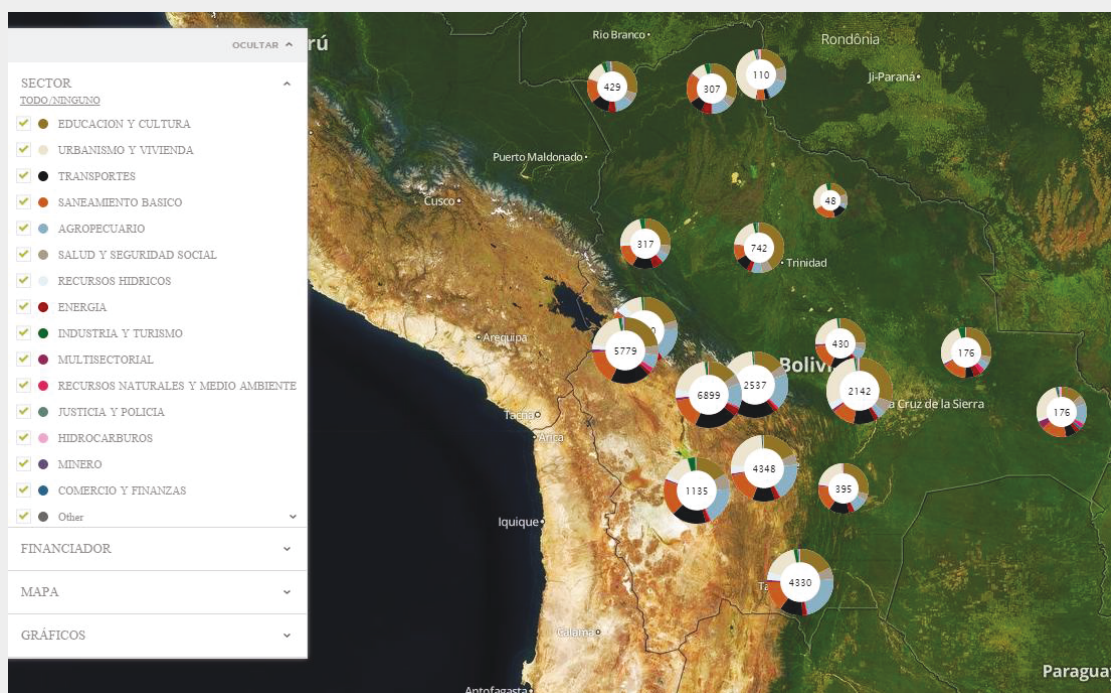 OCULTAR
SECTOR
TODO/NINGUNO
EDUCACION Y CULTURA
URBANISMO Y VIVIENDA
TRANSPORTES
SANEAMIENTO BASICO
AGROPECUARIO
SALUD Y SEGURIDAD SOCIAL
RECURSOS HIDRICOS
ENERGIA
INDUSTRIA Y TURISMO
MULTISECTORIAL
RECURSOS NATURALES Y MEDIO AMBIENTE
JUSTICIA Y POLICIA
HIDROCARBUROS
MINERO
COMERCIO Y FINANZAS
Other
FINANCIADOR
MAPA
GRÁFICOS
rú
Rio Branco
Rondônia
Ji-Paraná
429
307
110
Puerto Maldonado
Cusco
48
317
742
Trinidad
Arequipa
5779
430
176
Bolivi
6899
2537
2142
a Cruz de la Sierra
176
Tacna
Arica
4348
1135
395
Iquique
Ta
4330
Calama
Antofagasta
Paraguay